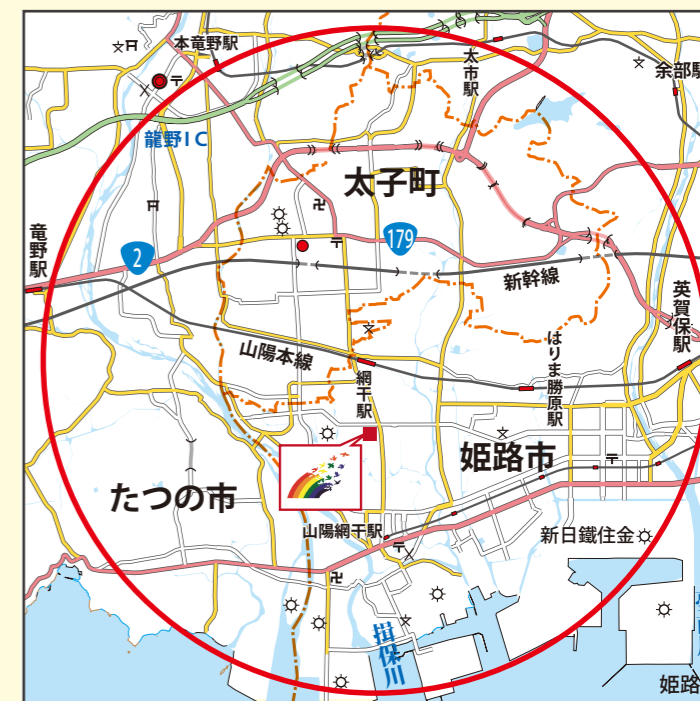 本竜野駅
太市駅
余部駅
龍野IC
太子町
竜野駅
2
179
新幹線
英賀保駅
山陽本線
網干駅
はりま勝原駅
姫路市
たつの市
山陽網干駅
新日鐵住金
揖保川
姫路